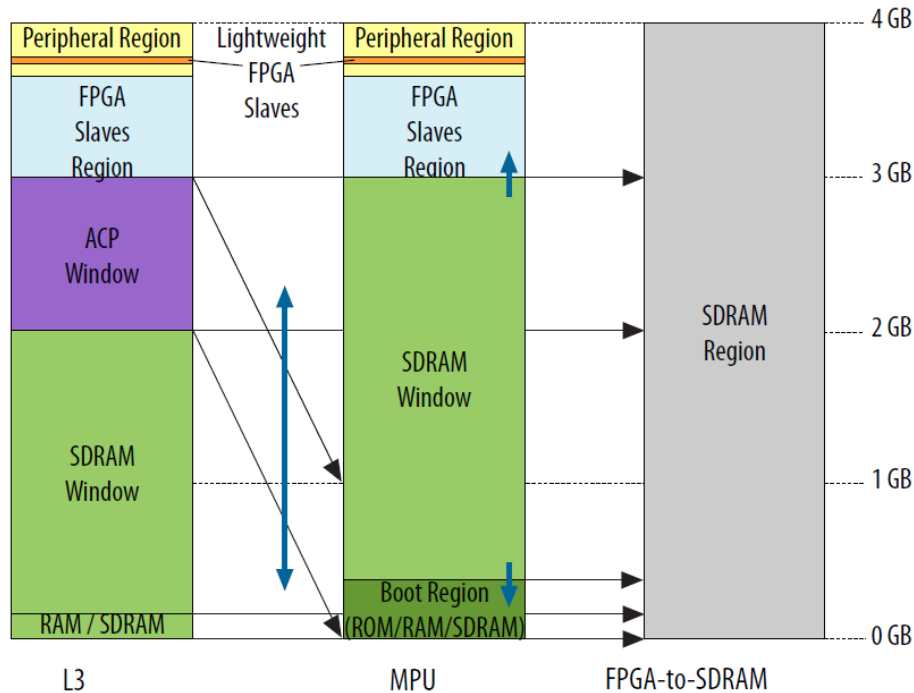 Peripheral Region
Lightweight
FPGA
Slaves
Peripheral Region
4 GB
FPGA
Slaves
Region
FPGA
Slaves
Region
3 GB
ACP
Window
SDRAM
Window
SDRAM
Region
2 GB
SDRAM
Window
1 GB
RAM / SDRAM
Boot Region
(ROM/RAM/SDRAM)
0 GB
L3
MPU
FPGA-to-SDRAM